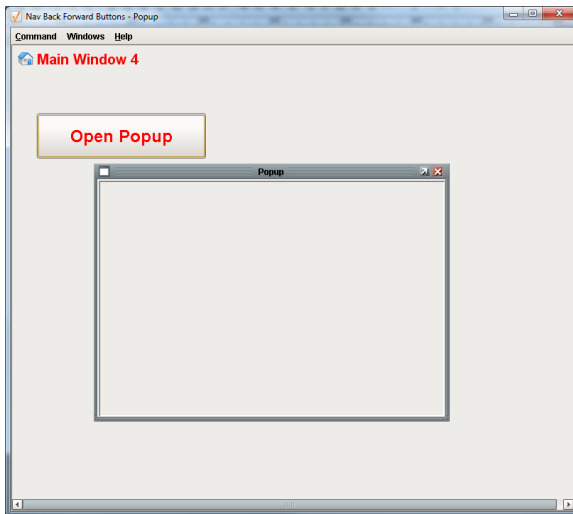 Nav Back Forward Buttons - Popup
Command Windows Help
Main Window 4
Open Popup
Popup